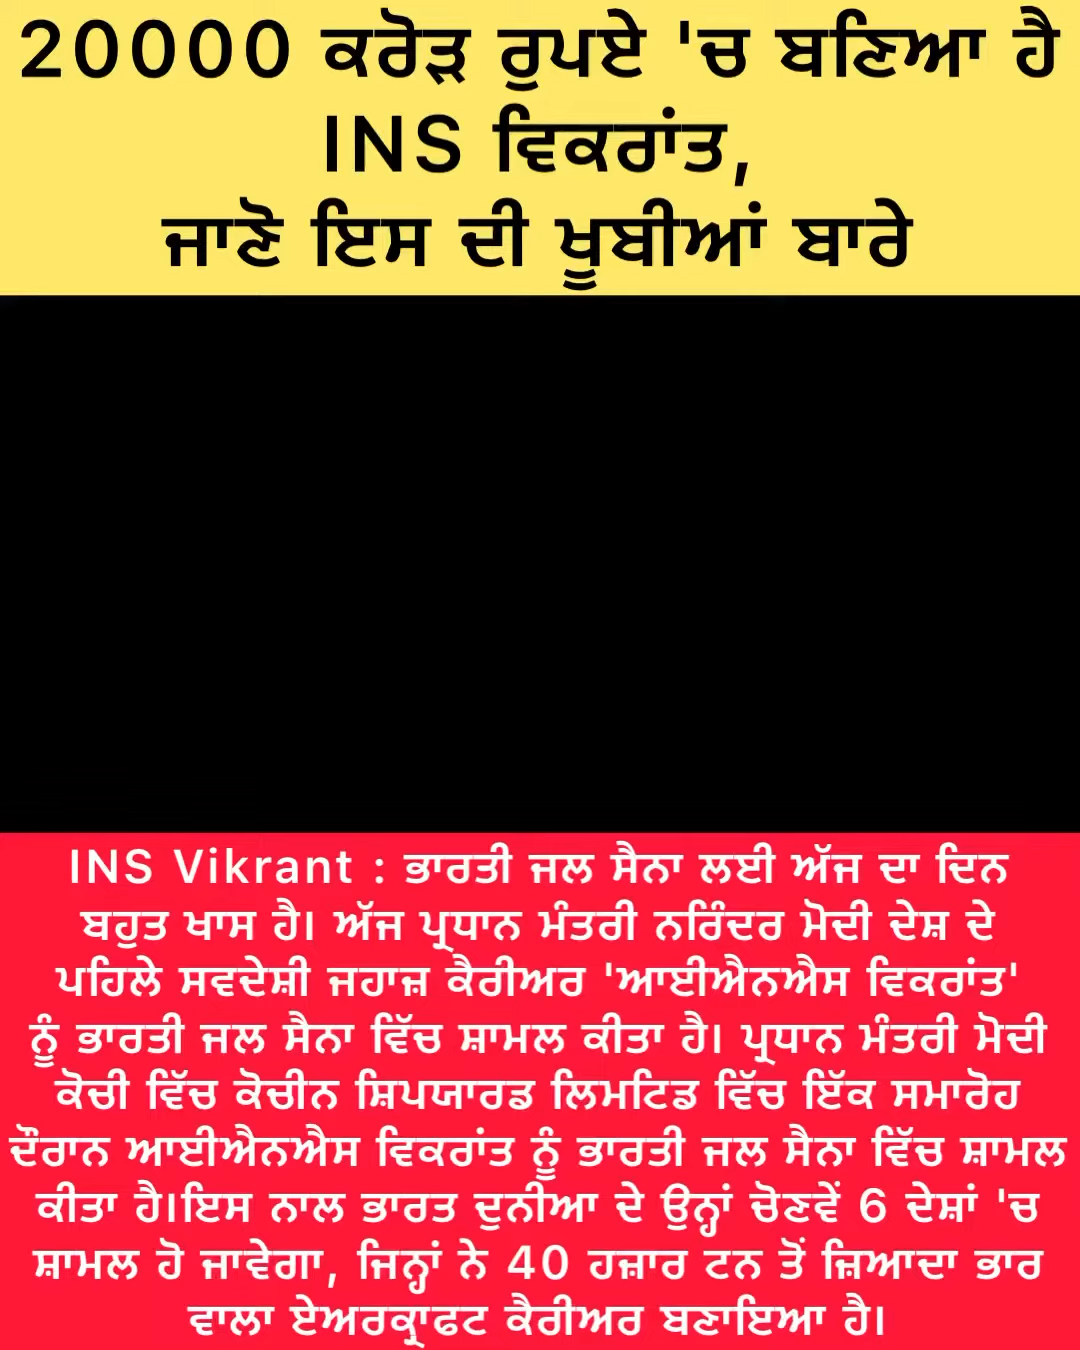 20000 ਕਰੋੜ ਰੁਪਏ 'ਚ ਬਣਿਆ ਹੈ
INS ਵਿਕਰਾਂਤ,
ਜਾਣੋ ਇਸ ਦੀ ਖੂਬੀਆਂ ਬਾਰੇ
INS Vikrant : ਭਾਰਤੀ ਜਲ ਸੈਨਾ ਲਈ ਅੱਜ ਦਾ ਦਿਨ
ਬਹੁਤ ਖਾਸ ਹੈ। ਅੱਜ ਪ੍ਰਧਾਨ ਮੰਤਰੀ ਨਰਿੰਦਰ ਮੋਦੀ ਦੇਸ਼ ਦੇ
ਪਹਿਲੇ ਸਵਦੇਸ਼ੀ ਜਹਾਜ਼ ਕੈਰੀਅਰ 'ਆਈਐਨਐਸ ਵਿਕਰਾਂਤ'
ਨੂੰ ਭਾਰਤੀ ਜਲ ਸੈਨਾ ਵਿੱਚ ਸ਼ਾਮਲ ਕੀਤਾ ਹੈ। ਪ੍ਰਧਾਨ ਮੰਤਰੀ ਮੋਦੀ
ਕੋਚੀ ਵਿੱਚ ਕੋਚੀਨ ਸ਼ਿਪਯਾਰਡ ਲਿਮਟਿਡ ਵਿੱਚ ਇੱਕ ਸਮਾਰੋਹ
ਦੌਰਾਨ ਆਈਐਨਐਸ ਵਿਕਰਾਂਤ ਨੂੰ ਭਾਰਤੀ ਜਲ ਸੈਨਾ ਵਿੱਚ ਸ਼ਾਮਲ
ਕੀਤਾ ਹੈ।ਇਸ ਨਾਲ ਭਾਰਤ ਦੁਨੀਆ ਦੇ ਉਨ੍ਹਾਂ ਚੋਣਵੇਂ 6 ਦੇਸ਼ਾਂ 'ਚ
ਸ਼ਾਮਲ ਹੋ ਜਾਵੇਗਾ, ਜਿਨ੍ਹਾਂ ਨੇ 40 ਹਜ਼ਾਰ ਟਨ ਤੋਂ ਜ਼ਿਆਦਾ ਭਾਰ
ਵਾਲਾ ਏਅਰਕ੍ਰਾਫਟ ਕੈਰੀਅਰ ਬਣਾਇਆ ਹੈ।